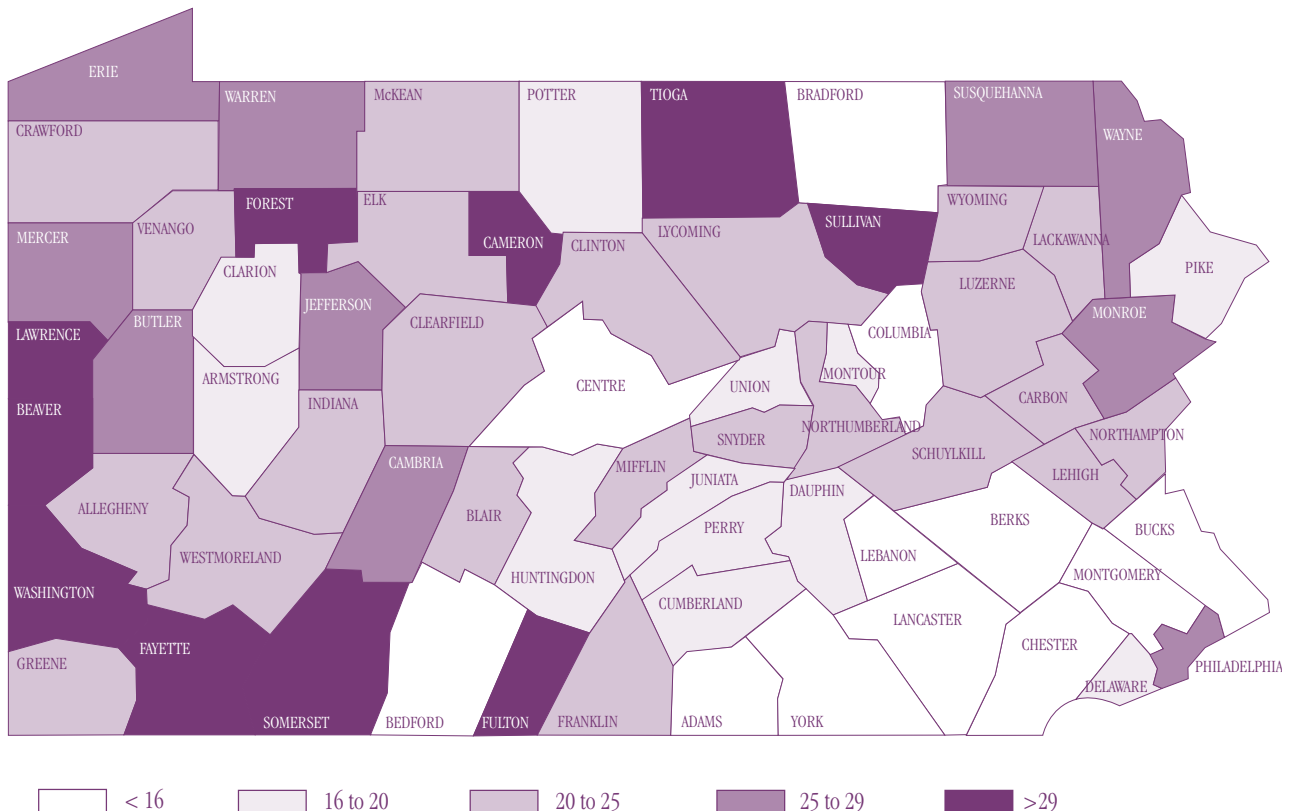 ERIE
WARREN
McKEAN
POTTER
TIOGA
BRADFORD
SUSQUEHANNA
WAYNE
CRAWFORD
FOREST
ELK
CAMERON
SULLIVAN
WYOMING
LACKAWANNA
MERCER
VENANGO
CLARION
CLINTON
LYCOMING
LUZERNE
PIKE
JEFFERSON
CLEARFIELD
COLUMBIA
MONROE
LAWRENCE
BUTLER
ARMSTRONG
CENTRE
UNION
MONTOUR
CARBON
BEAVER
INDIANA
NORTHUMBERLAND
NORTHAMPTON
SNYDER
SCHUYLKILL
CAMBRIA
MIFFLIN
JUNIATA
DAUPHIN
LEHIGH
ALLEGHENY
BLAIR
PERRY
BERKS
BUCKS
WESTMORELAND
HUNTINGDON
LEBANON
MONTGOMERY
WASHINGTON
CUMBERLAND
LANCASTER
FAYETTE
CHESTER
GREENE
PHILADELPHIA
DELAWARE
SOMERSET
BEDFORD
FULTON
FRANKLIN
ADAMS
YORK
< 16
16 to 20
20 to 25
25 to 29
>29